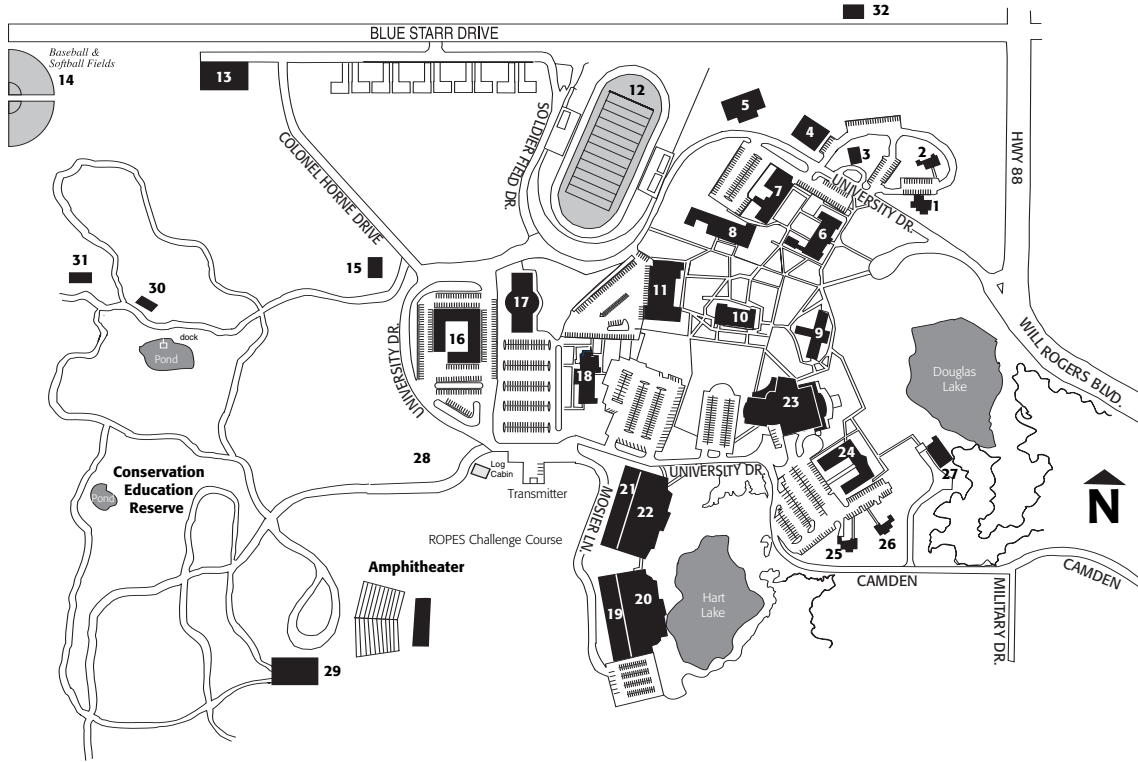 32
BLUE STARR DRIVE
Baseball &
Softball Fields
14
13
12
5
4
3
2
1
HWY 88
SOLDIER FIELD DR.
COLONEL HORNE DRIVE
UNIVERSITY DR.
7
8
6
31
30
15
17
11
10
9
16
18
dock
Pond
UNIVERSITY DR.
Douglas
Lake
WILL ROGERS BLVD.
23
28
Log
Cabin
Transmitter
UNIVERSITY DR.
24
27
Conservation
Education
Reserve
Pond
21
22
MOSIER LN.
ROPES Challenge Course
25
26
N
Amphitheater
CAMDEN
CAMDEN
MILITARY DR.
19
20
Hart
Lake
29